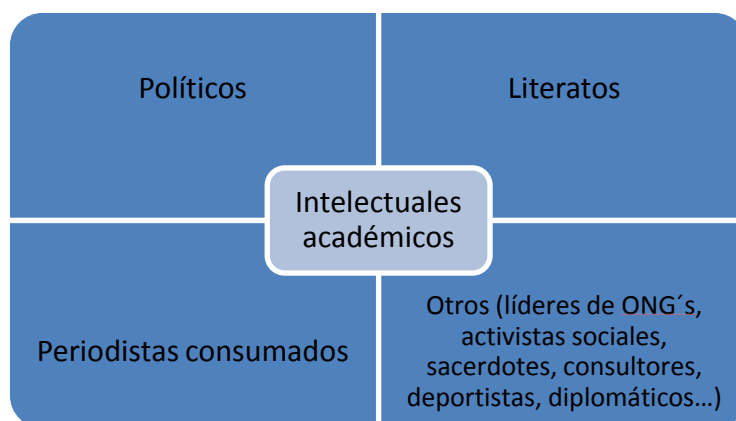 Políticos
Literatos
Intelectuales
académicos
Periodistas consumados
Otros (líderes de ONG´s,
activistas sociales,
sacerdotes, consultores,
deportistas, diplomáticos...)